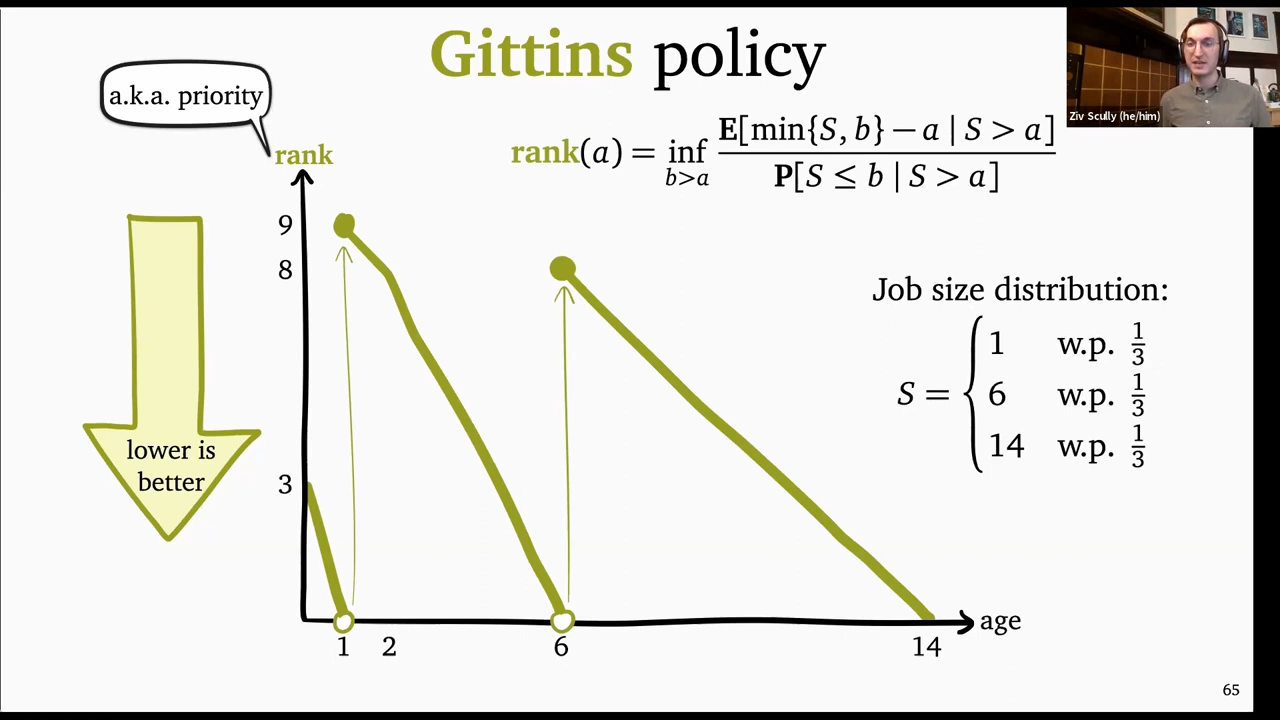 Gittins policy
a.k.a. priority
Ziv Scully (he/him)
rank
rank(a) = inf_{b>a} E[min{S, b} − a | S > a] / P[S ≤ b | S > a]
9
8
3
lower is
better
Job size distribution:
S = { 1 w.p. 1/3
6 w.p. 1/3
14 w.p. 1/3
age
1 2 6 14
65